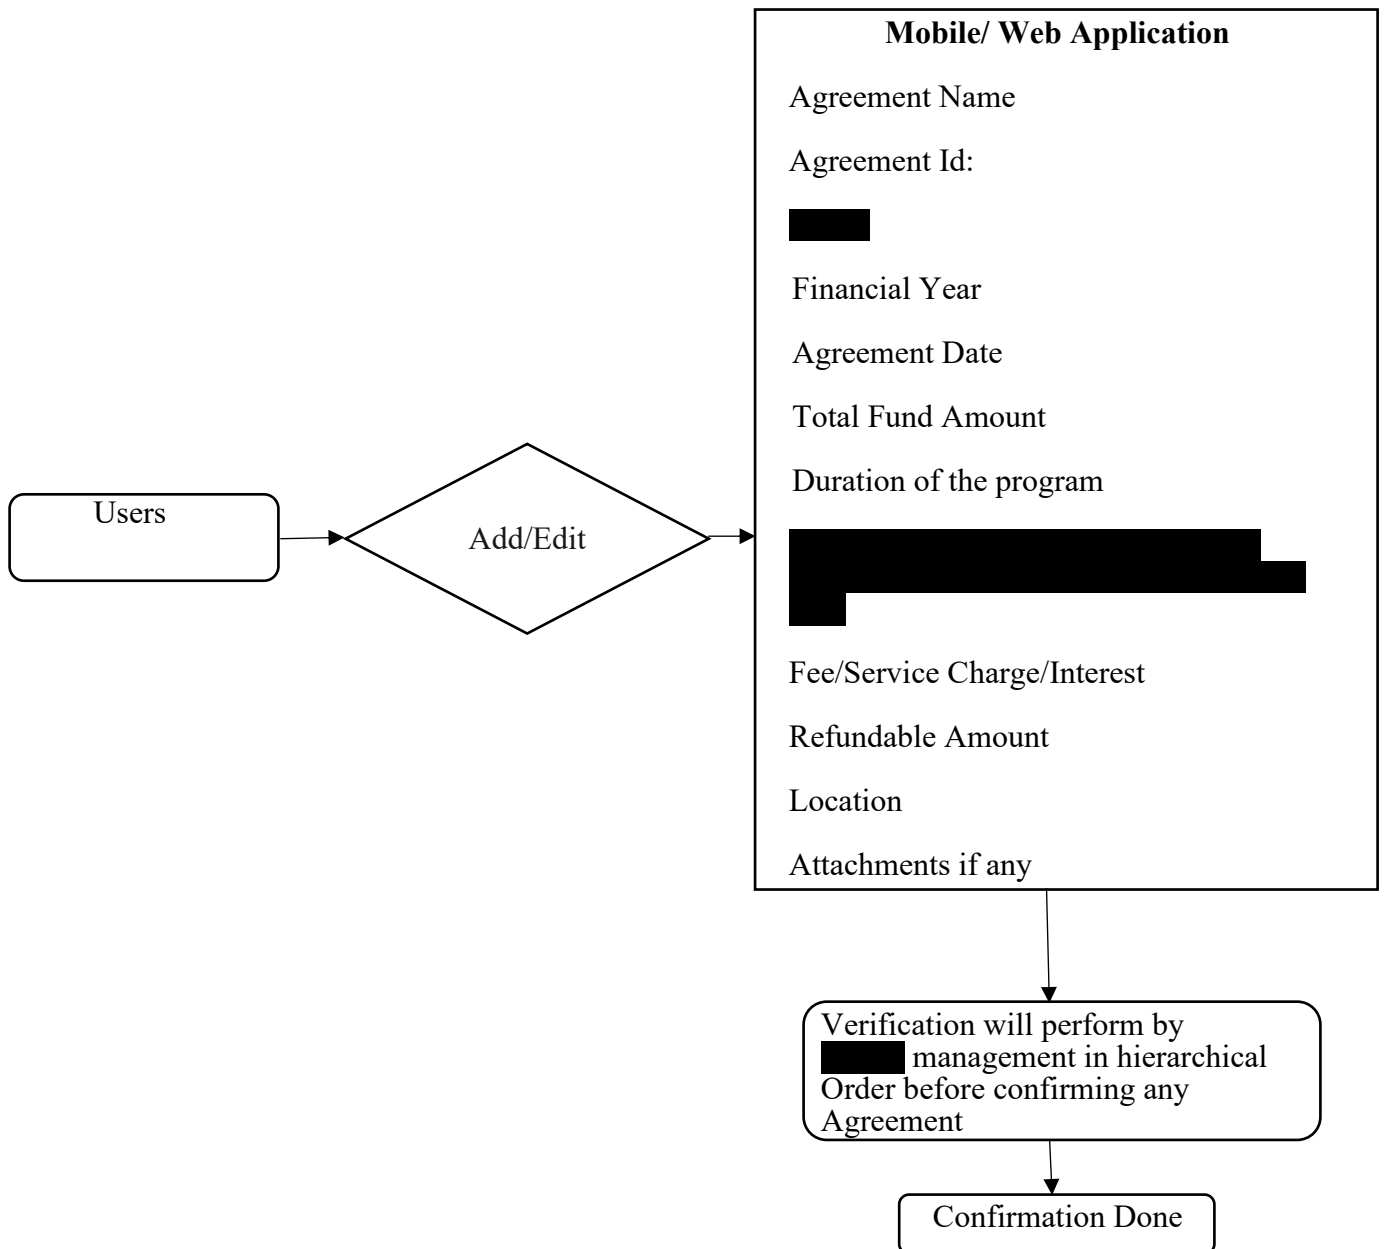 Mobile/ Web Application
Agreement Name
Agreement Id:
Financial Year
Agreement Date
Total Fund Amount
Duration of the program
Users
Add/Edit
Fee/Service Charge/Interest
Refundable Amount
Location
Attachments if any
Verification will perform by
management in hierarchical
Order before confirming any
Agreement
Confirmation Done